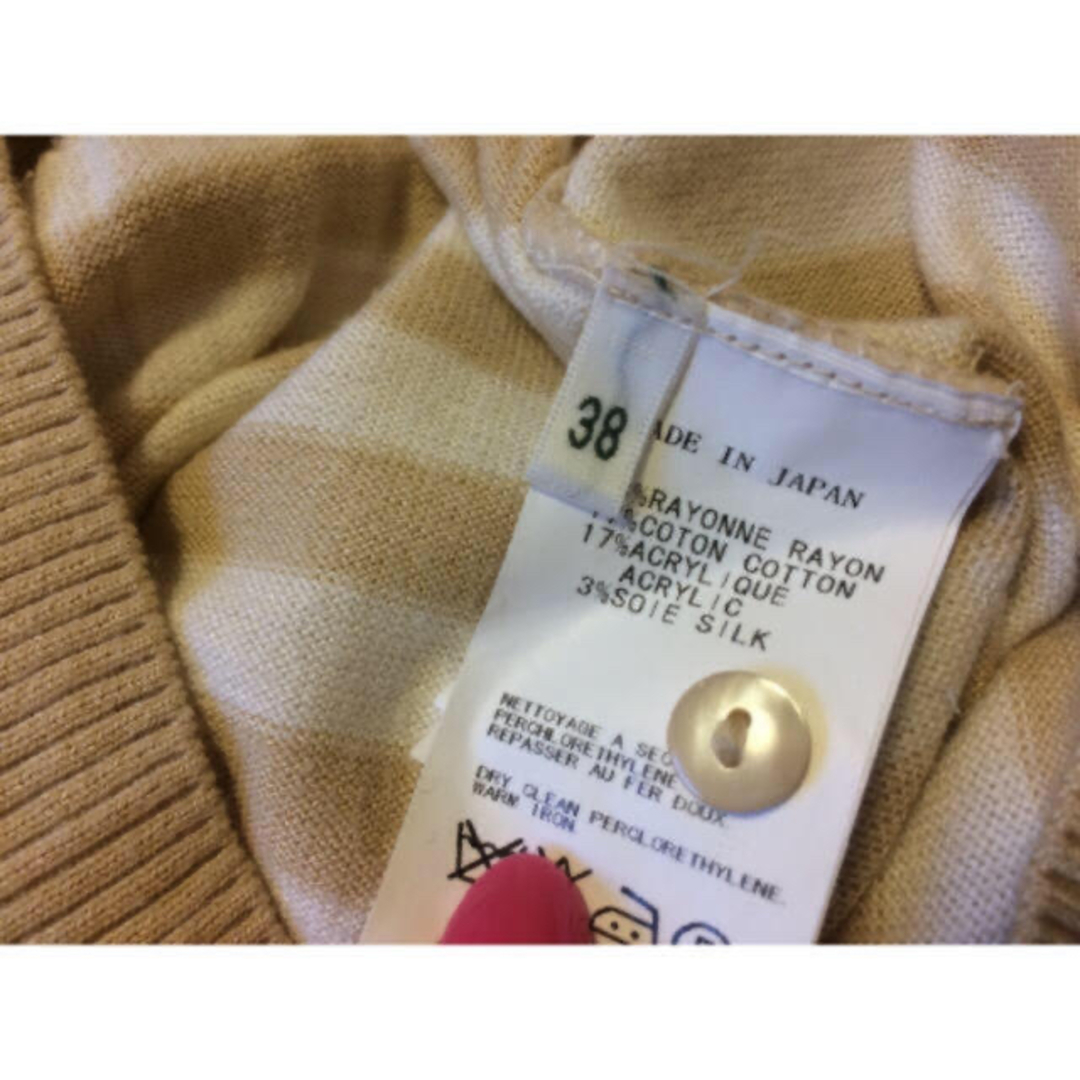 38
ADE IN JAPAN
%RAYONNE RAYON
%COTON COTTON
17%ACRYLIQUE
ACRYLIC
3%SOIE SILK
NETTOYAGE A SEC
PERCHLORETHYLENE
REPASSER AU FER DOUX.
DRY CLEAN PERCLORETHYLENE.
WARM IRON.